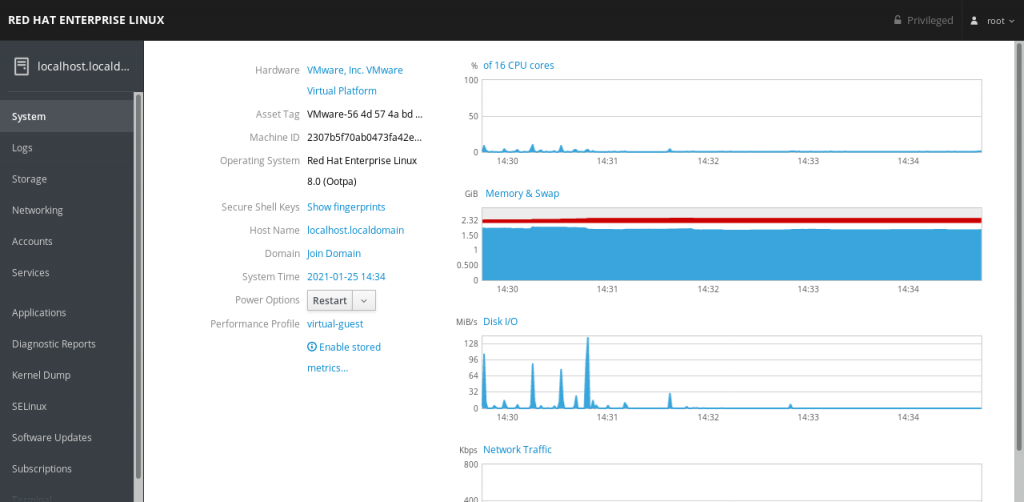 RED HAT ENTERPRISE LINUX
Privileged
root
localhost.locald...
System
Logs
Storage
Networking
Accounts
Services
Applications
Diagnostic Reports
Kernel Dump
SELinux
Software Updates
Subscriptions
Terminal
Hardware VMware, Inc. VMware
Virtual Platform
Asset Tag VMware-56 4d 57 4a bd ...
Machine ID 2307b5f70ab0473fa42e...
Operating System Red Hat Enterprise Linux
8.0 (Ootpa)
Secure Shell Keys Show fingerprints
Host Name localhost.localdomain
Domain Join Domain
System Time 2021-01-25 14:34
Power Options Restart
Performance Profile virtual-guest
Enable stored
metrics...
% of 16 CPU cores
100
50
0
14:30 14:31 14:32 14:33 14:34
GiB Memory & Swap
2.32
1.50
1
0.500
0
14:30 14:31 14:32 14:33 14:34
MiB/s Disk I/O
128
96
64
32
0
14:30 14:31 14:32 14:33 14:34
Kbps Network Traffic
800
400